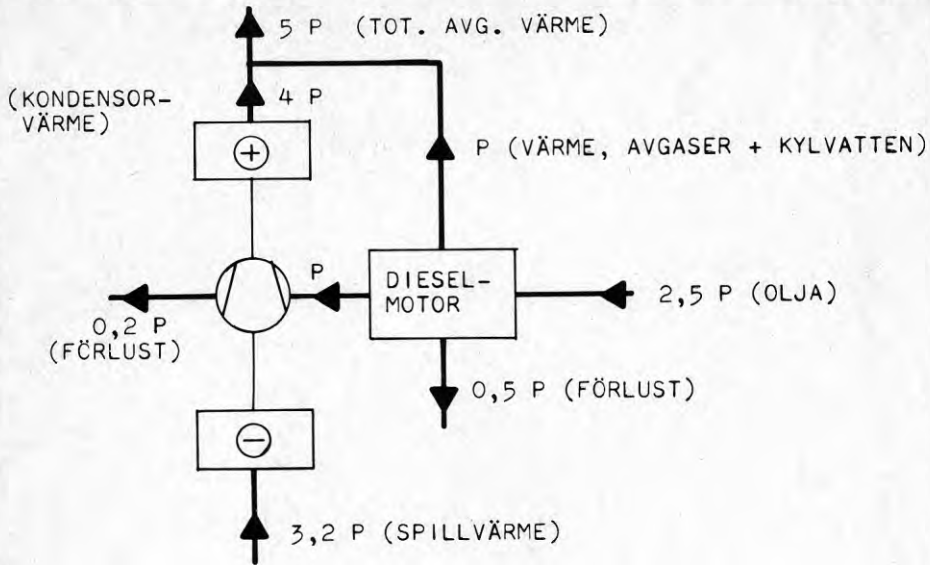 5 P (TOT. AVG. VÄRME)
(KONDENSOR-
VÄRME)
4 P
+
P (VÄRME, AVGASER + KYLVATTEN)
P
DIESEL-
MOTOR
2,5 P (OLJA)
0,2 P
(FÖRLUST)
0,5 P (FÖRLUST)
−
3,2 P (SPILLVÄRME)